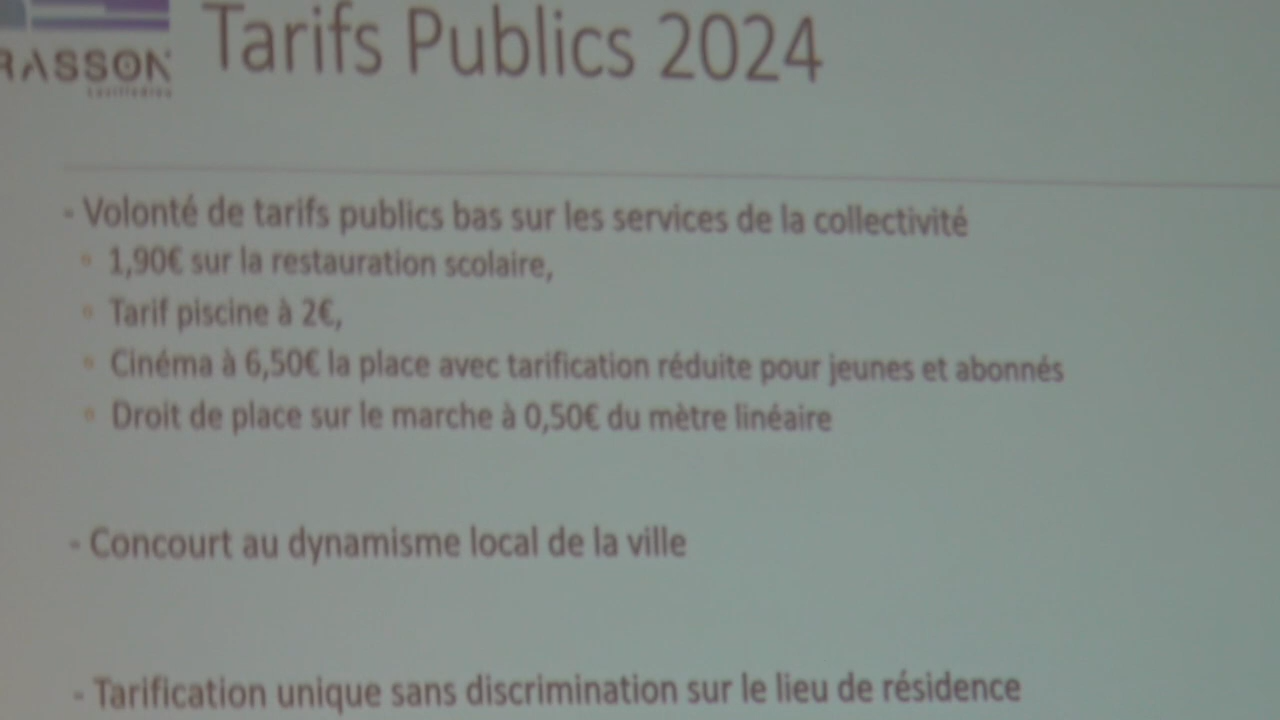 RASSON
Tarifs Publics 2024
- Volonté de tarifs publics bas sur les services de la collectivité
◦ 1,90€ sur la restauration scolaire,
◦ Tarif piscine à 2€,
◦ Cinéma à 6,50€ la place avec tarification réduite pour jeunes et abonnés
◦ Droit de place sur le marche à 0,50€ du mètre linéaire
- Concourt au dynamisme local de la ville
- Tarification unique sans discrimination sur le lieu de résidence